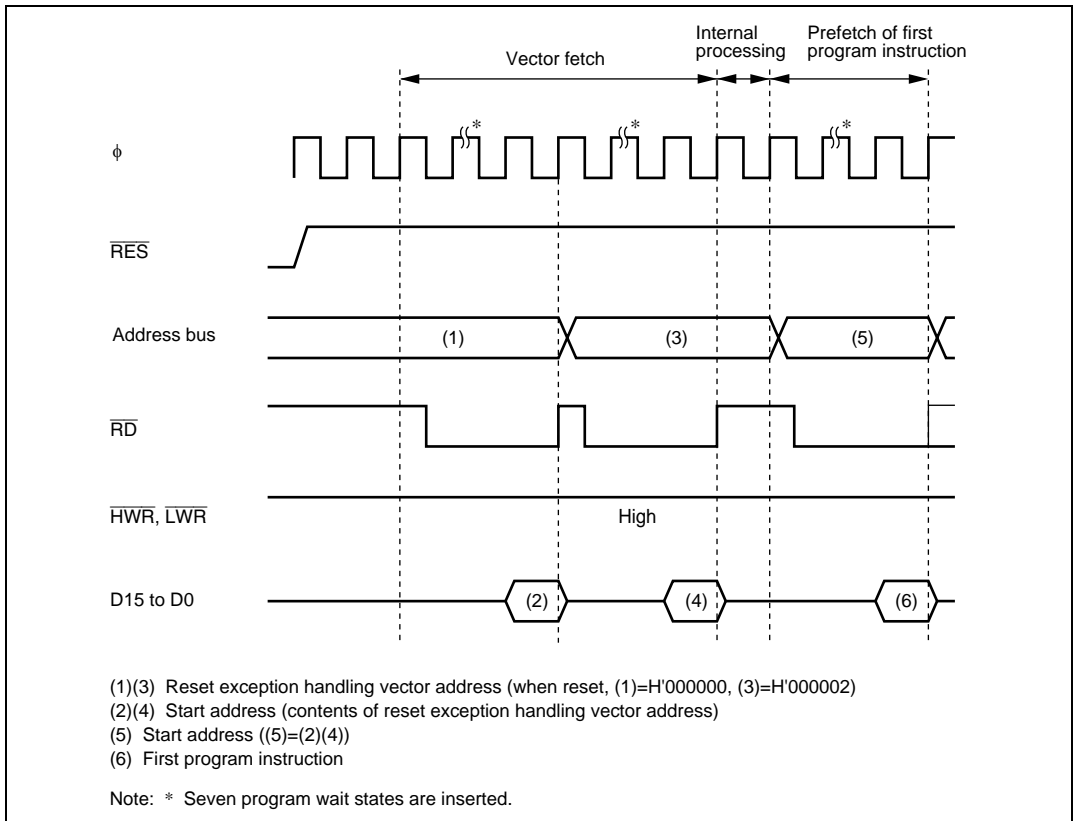 Internal
processing
Prefetch of first
program instruction
Vector fetch
*
*
*
ϕ
RES
Address bus
(1)
(3)
(5)
RD
HWR, LWR
High
D15 to D0
(2)
(4)
(6)
(1)(3) Reset exception handling vector address (when reset, (1)=H'000000, (3)=H'000002)
(2)(4) Start address (contents of reset exception handling vector address)
(5) Start address ((5)=(2)(4))
(6) First program instruction
Note: * Seven program wait states are inserted.